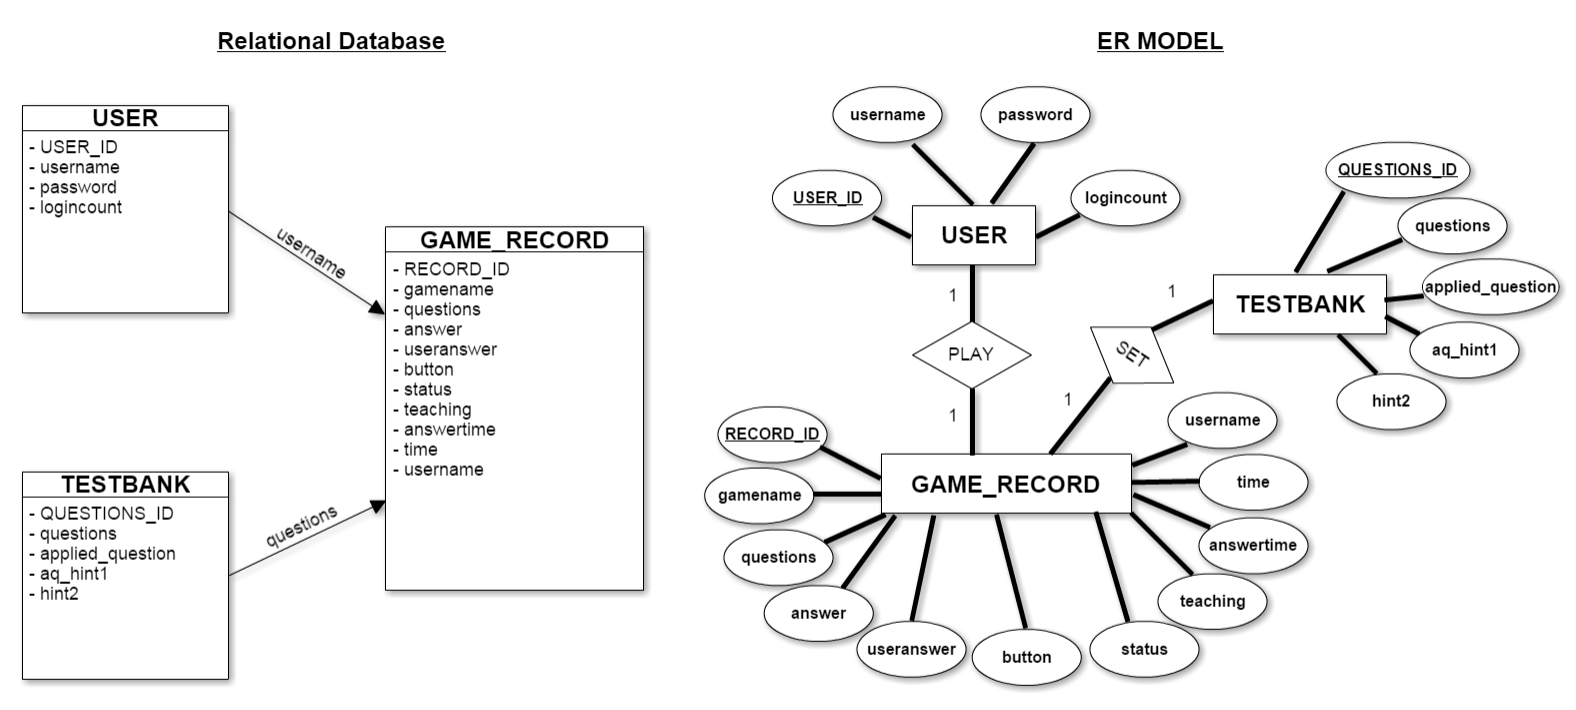 Relational Database
USER
- USER_ID
- username
- password
- logincount
username
GAME_RECORD
- RECORD_ID
- gamename
- questions
- answer
- useranswer
- button
- status
- teaching
- answertime
- time
- username
TESTBANK
- QUESTIONS_ID
- questions
- applied_question
- aq_hint1
- hint2
questions
ER MODEL
username
password
USER_ID
logincount
USER
1
PLAY
1
QUESTIONS_ID
questions
applied_question
aq_hint1
hint2
TESTBANK
1
SET
1
GAME_RECORD
RECORD_ID
gamename
questions
answer
useranswer
button
status
teaching
answertime
time
username